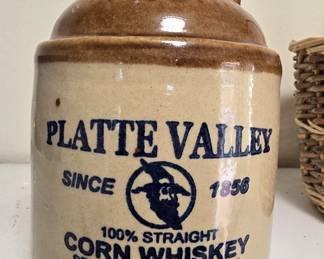 PLATTE VALLEY
SINCE 1856
100% STRAIGHT
CORN WHISKEY